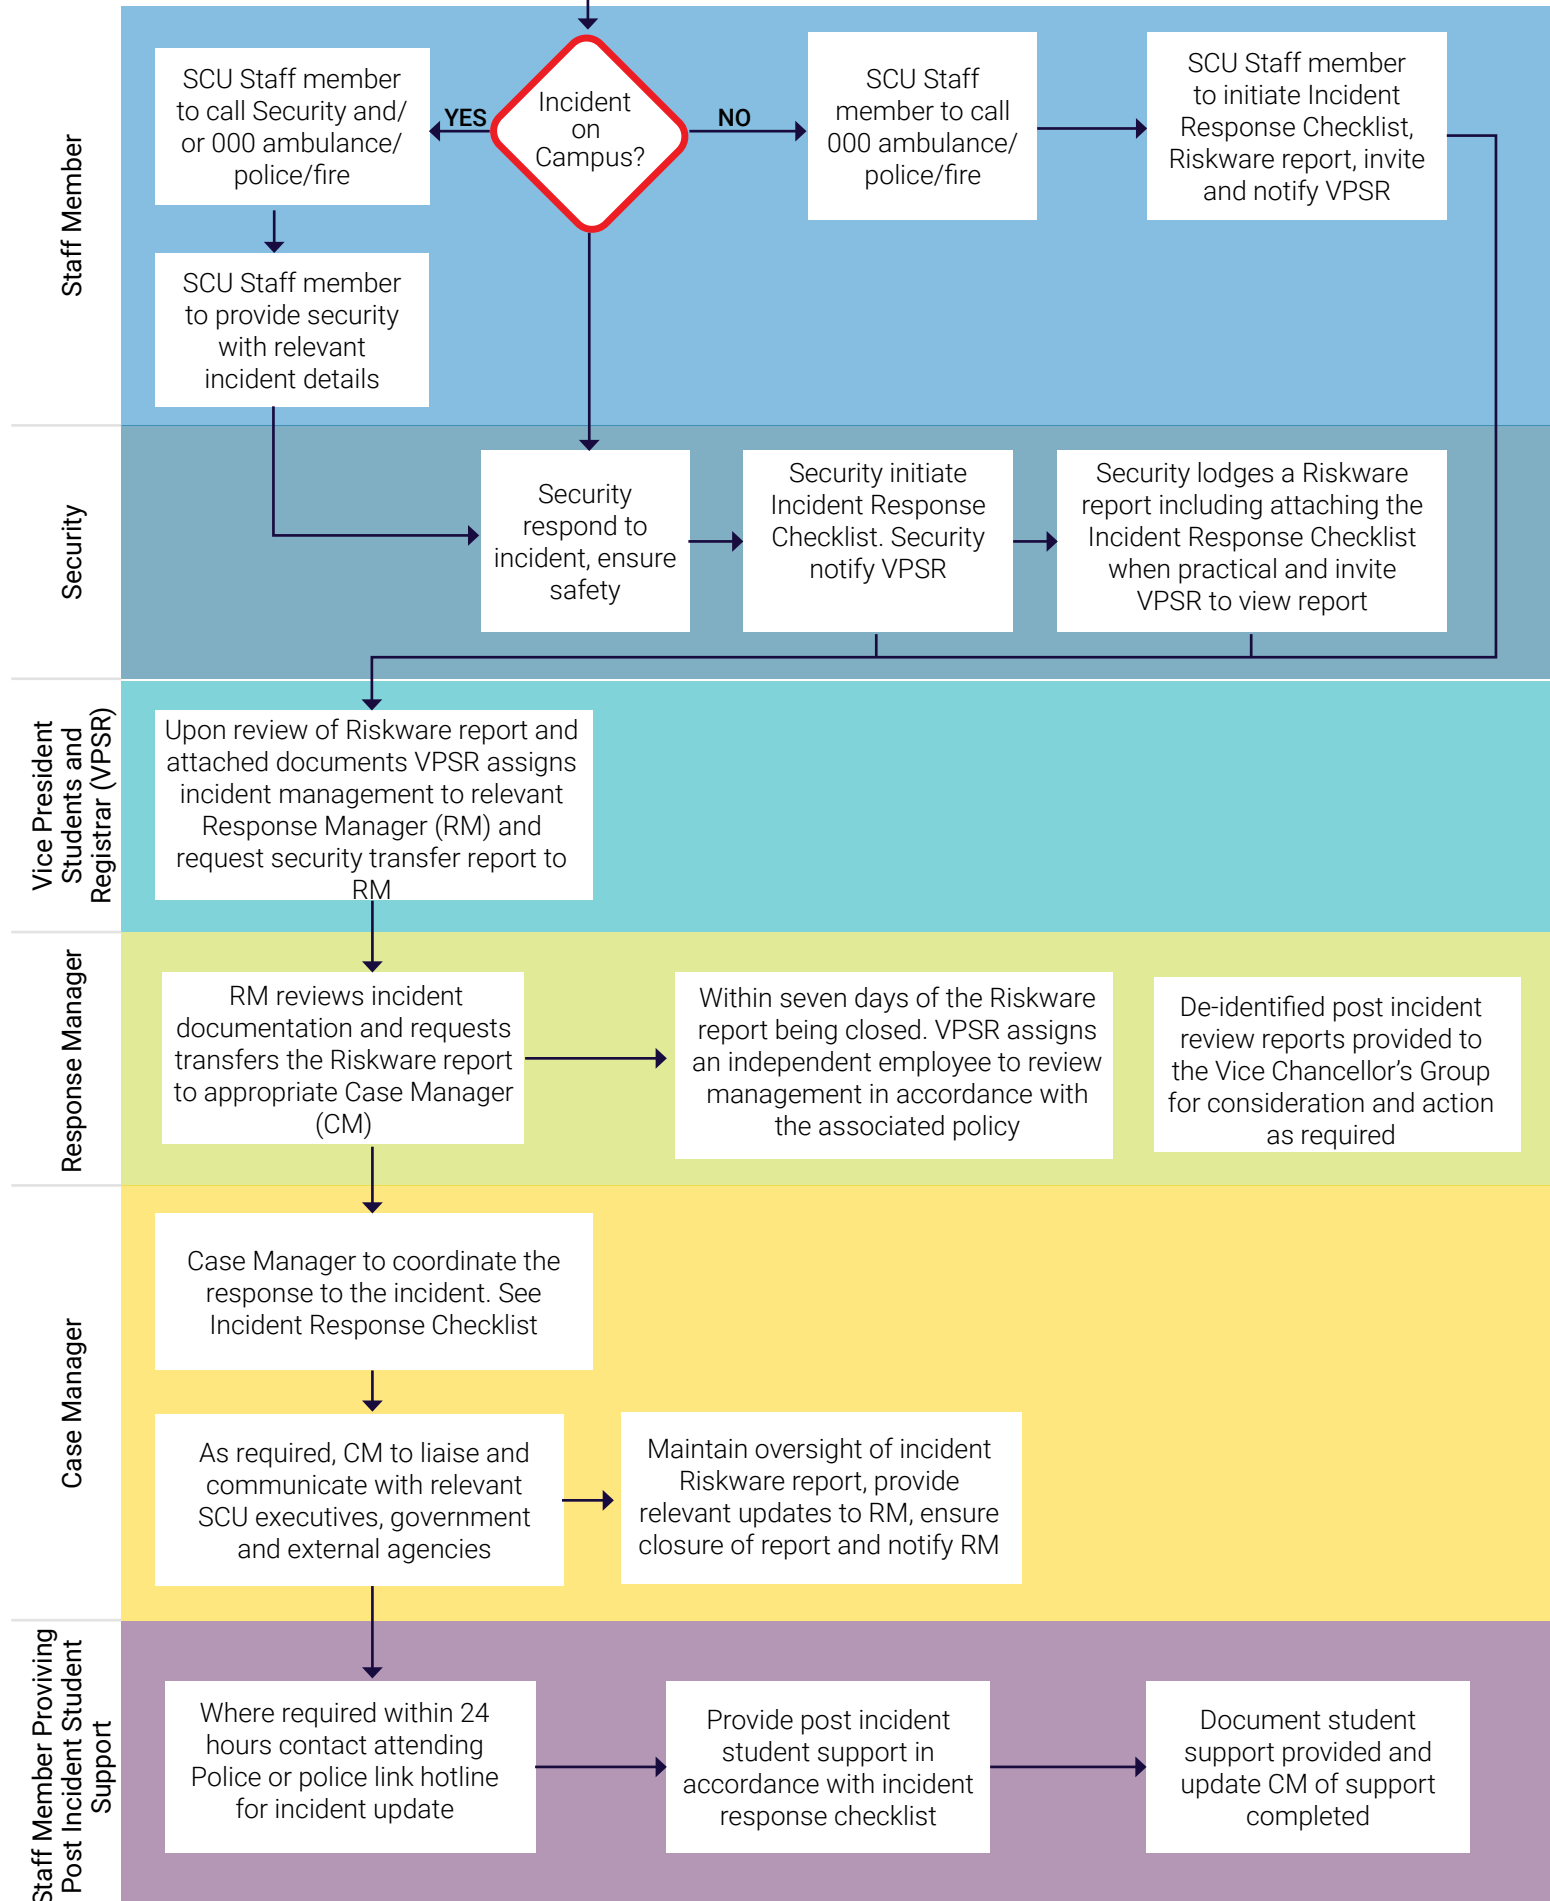 Staff Member
SCU Staff member
to call Security and/
or 000 ambulance/
police/fire
YES
Incident
on
Campus?
NO
SCU Staff
member to call
000 ambulance/
police/fire
SCU Staff member
to initiate Incident
Response Checklist,
Riskware report, invite
and notify VPSR
SCU Staff member
to provide security
with relevant
incident details
Security
Security
respond to
incident, ensure
safety
Security initiate
Incident Response
Checklist. Security
notify VPSR
Security lodges a Riskware
report including attaching the
Incident Response Checklist
when practical and invite
VPSR to view report
Vice President
Students and
Registrar (VPSR)
Upon review of Riskware report and
attached documents VPSR assigns
incident management to relevant
Response Manager (RM) and
request security transfer report to
RM
Response Manager
RM reviews incident
documentation and requests
transfers the Riskware report
to appropriate Case Manager
(CM)
Within seven days of the Riskware
report being closed. VPSR assigns
an independent employee to review
management in accordance with
the associated policy
De-identified post incident
review reports provided to
the Vice Chancellor’s Group
for consideration and action
as required
Case Manager
Case Manager to coordinate the
response to the incident. See
Incident Response Checklist
As required, CM to liaise and
communicate with relevant
SCU executives, government
and external agencies
Maintain oversight of incident
Riskware report, provide
relevant updates to RM, ensure
closure of report and notify RM
Staff Member Proviving
Post Incident Student
Support
Where required within 24
hours contact attending
Police or police link hotline
for incident update
Provide post incident
student support in
accordance with incident
response checklist
Document student
support provided and
update CM of support
completed